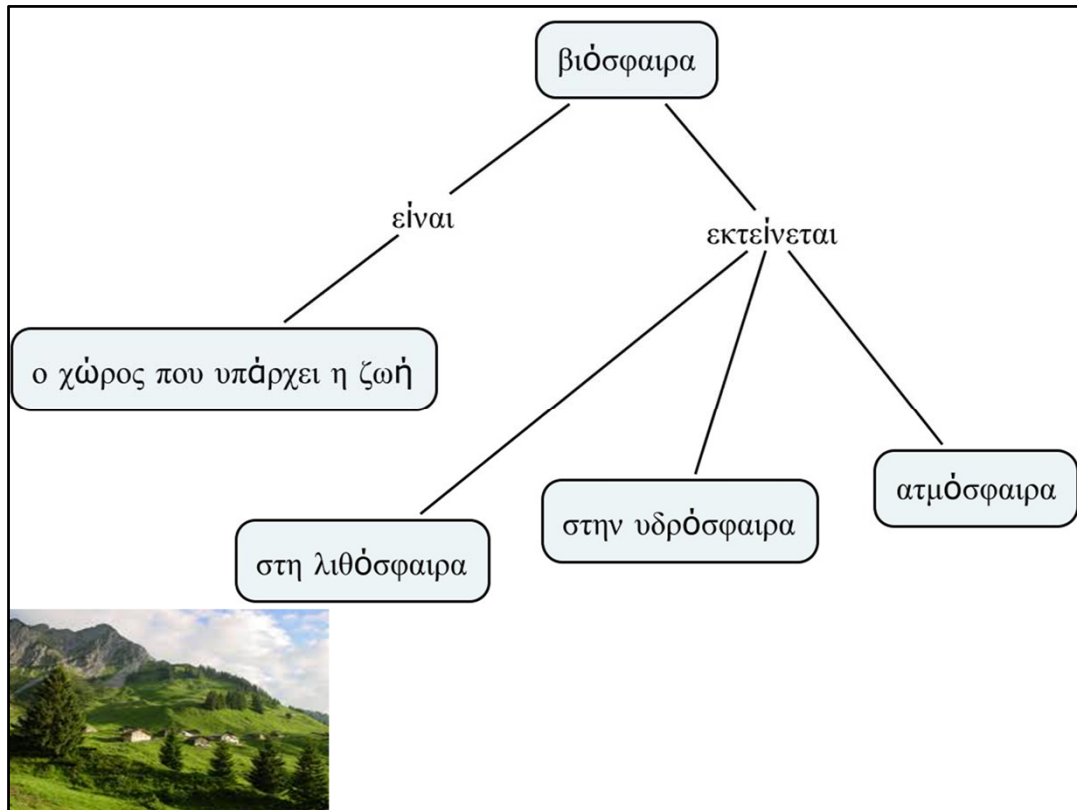 βιόσφαιρα
είναι
εκτείνεται
ο χώρος που υπάρχει η ζωή
στη λιθόσφαιρα
στην υδρόσφαιρα
ατμόσφαιρα